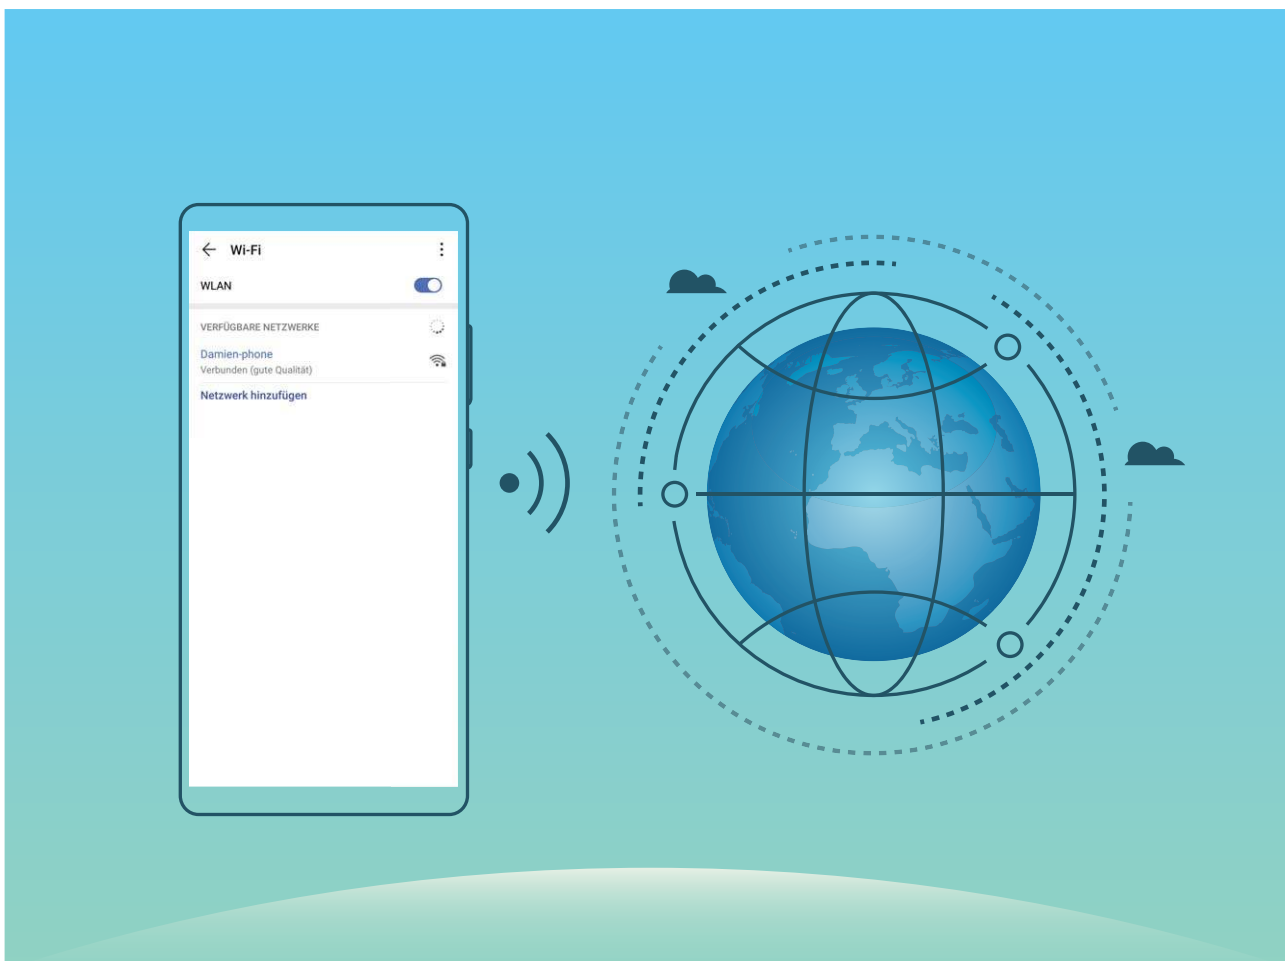 Wi-Fi
WLAN
VERFÜGBARE NETZWERKE
Damien-phone
Verbunden (gute Qualität)
Netzwerk hinzufügen